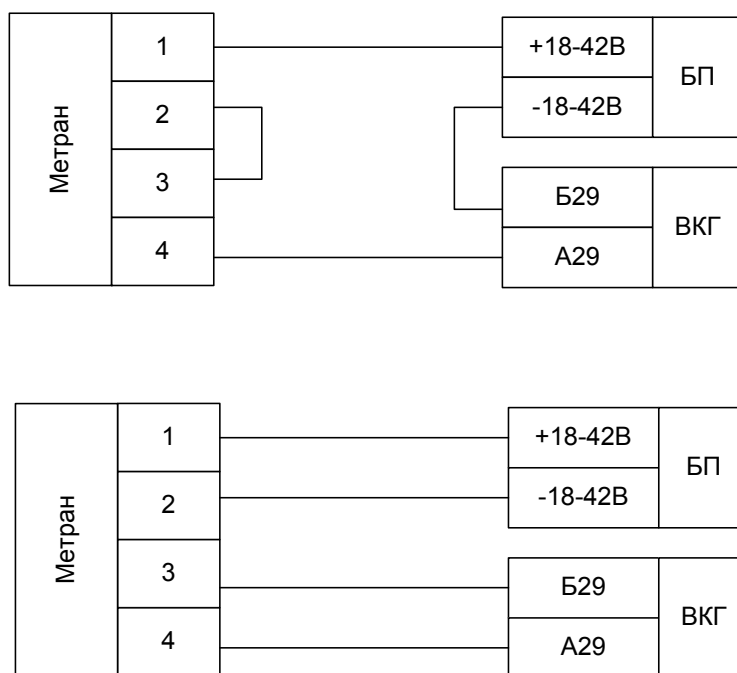 Метран
1
2
3
4
+18-42В
-18-42В
БП
Б29
А29
ВКГ
Метран
1
2
3
4
+18-42В
-18-42В
БП
Б29
А29
ВКГ